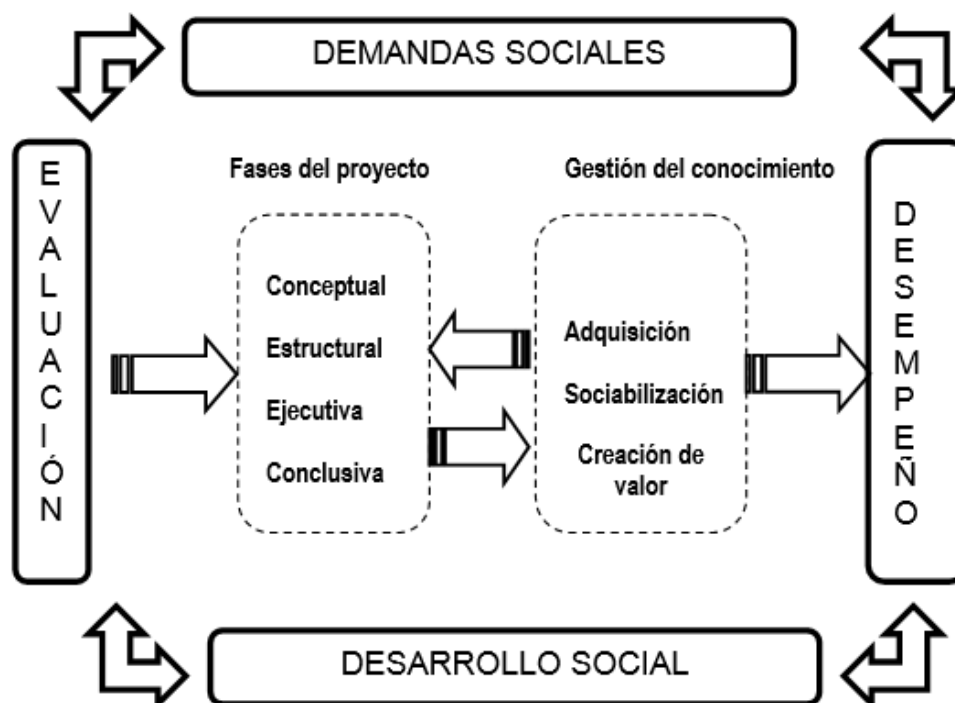 DEMANDAS SOCIALES
EVALUACIÓN
Fases del proyecto
Conceptual
Estructural
Ejecutiva
Conclusiva
Gestión del conocimiento
Adquisición
Sociabilización
Creación de
valor
DESEMPEÑO
DESARROLLO SOCIAL